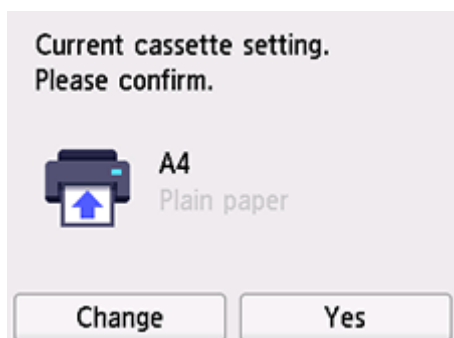 Current cassette setting.
Please confirm.
A4
Plain paper
Change
Yes